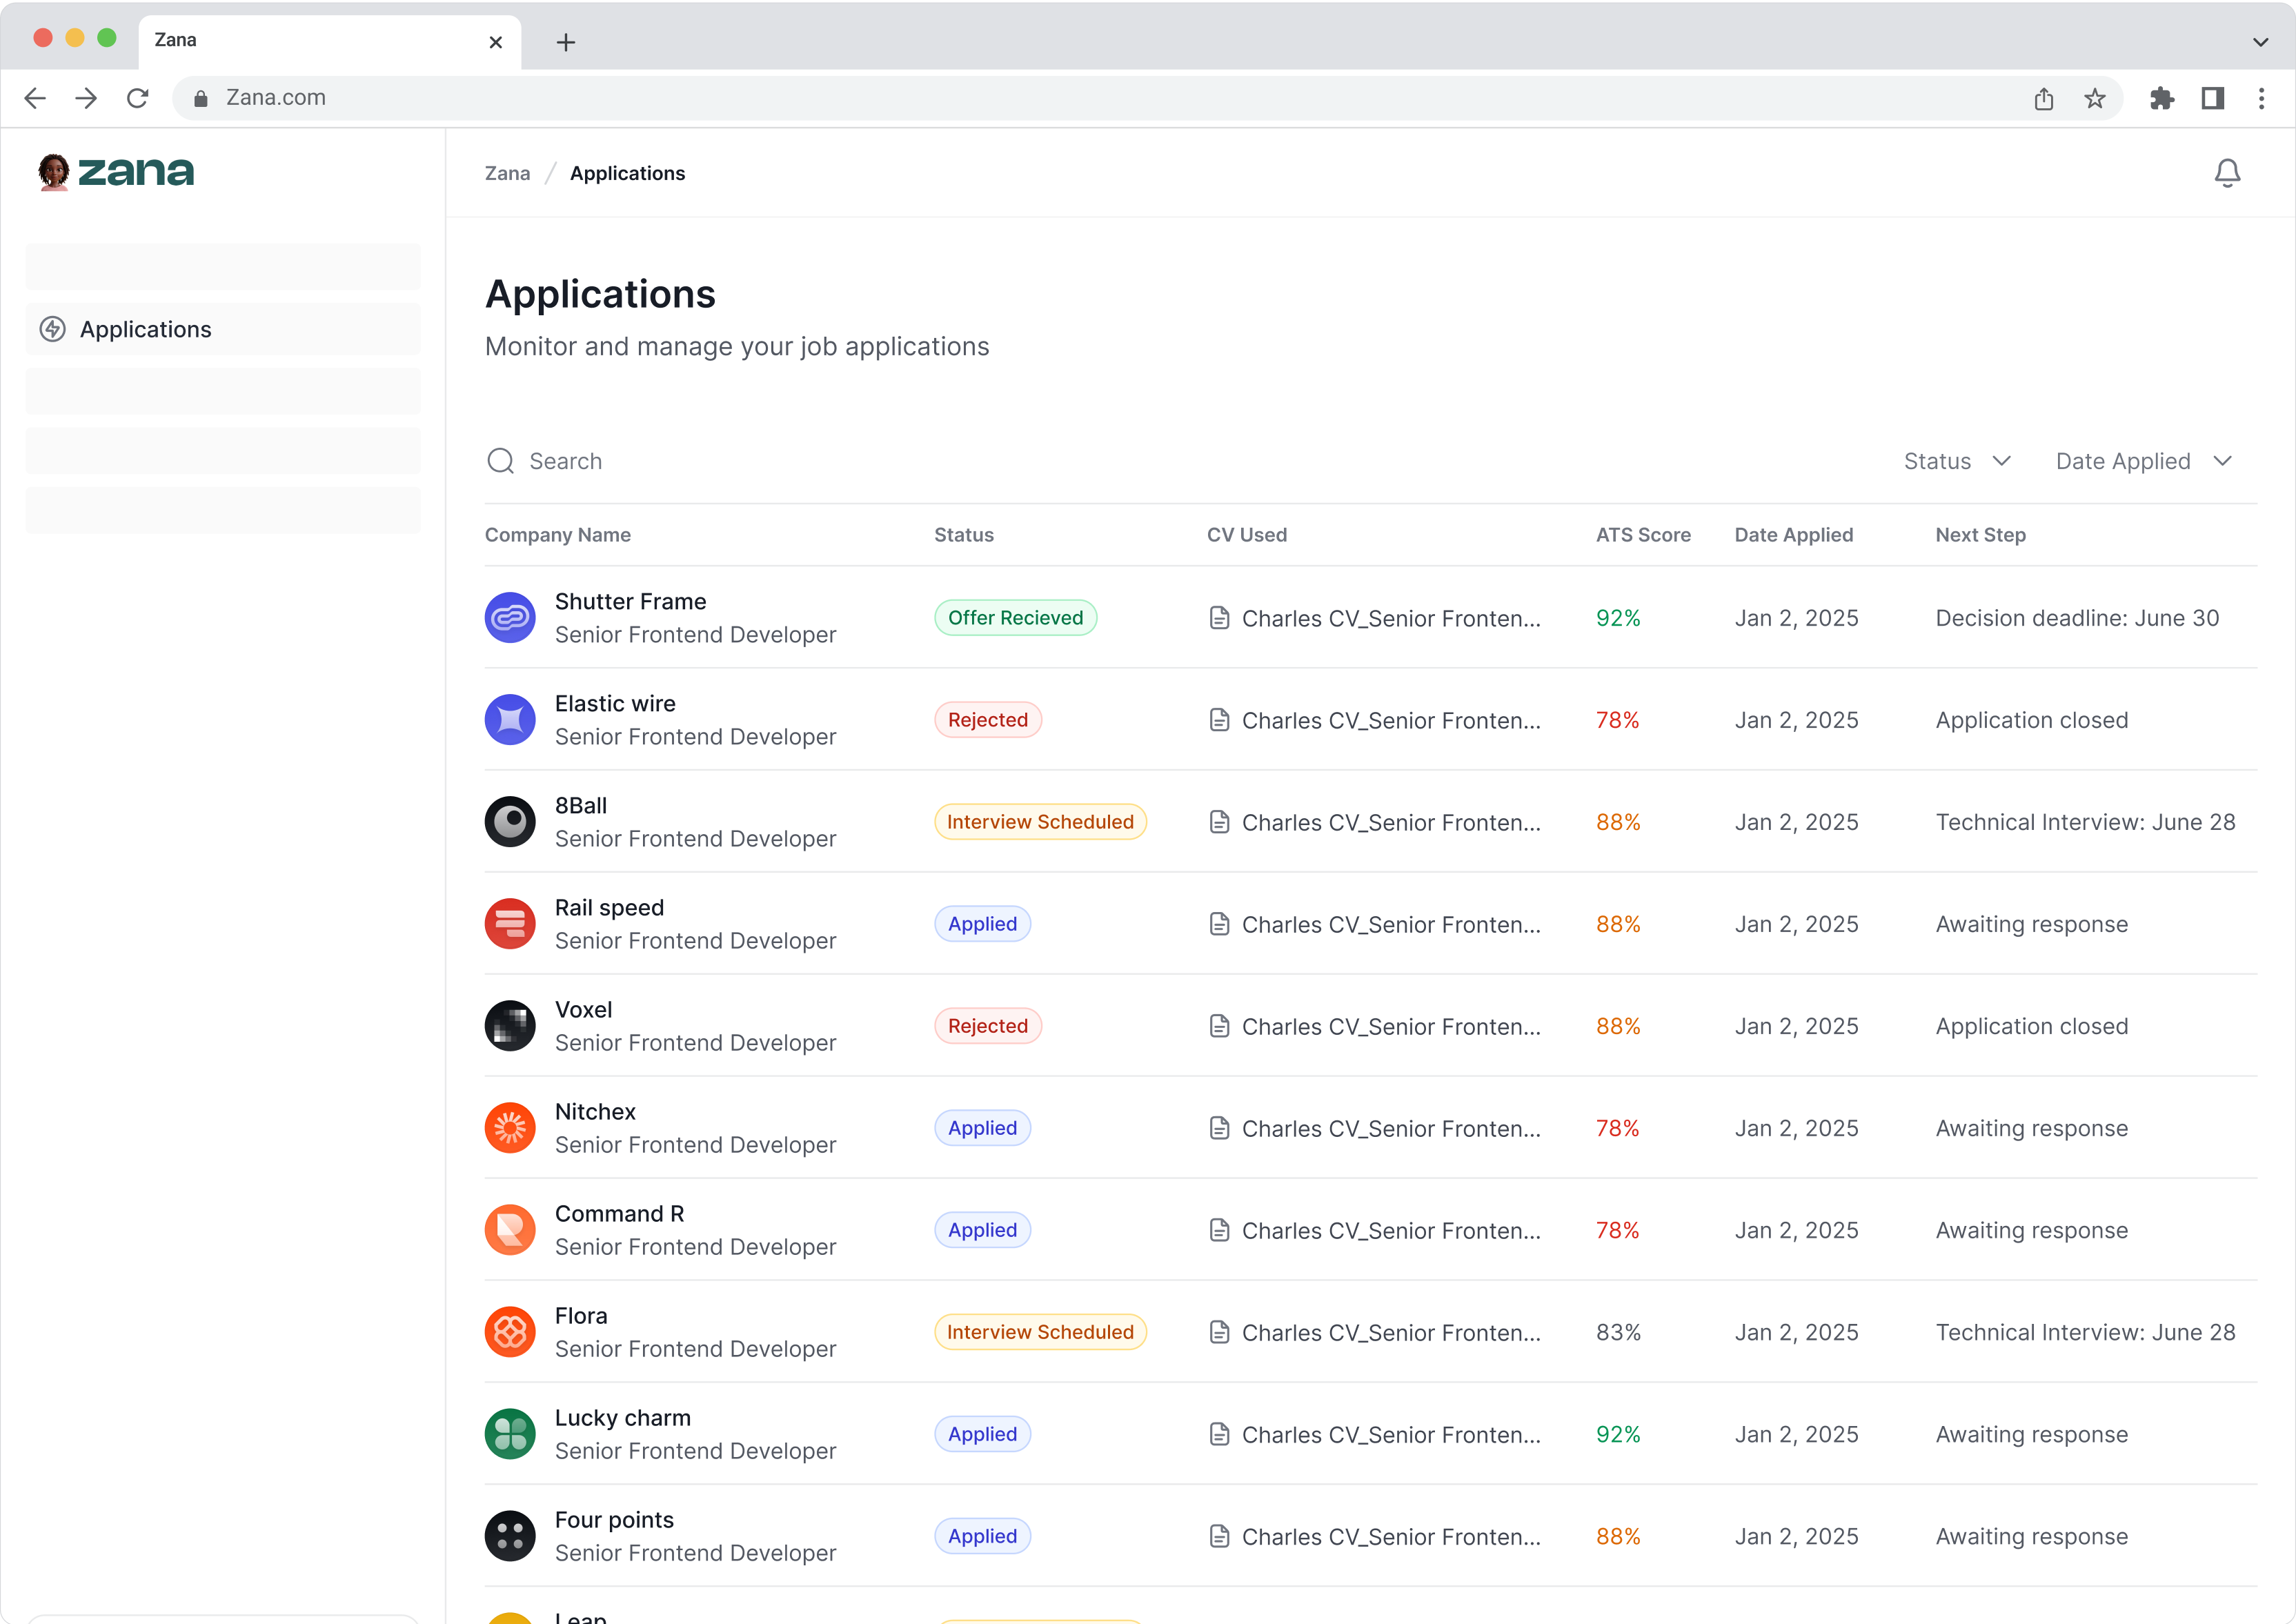 Zana
Zana.com
zana
Zana / Applications
Applications
Applications
Monitor and manage your job applications
Search
Status
Date Applied
Company Name Status CV Used ATS Score Date Applied Next Step
Shutter Frame
Senior Frontend Developer
Offer Recieved
Charles CV_Senior Fronten...
92%
Jan 2, 2025
Decision deadline: June 30
Elastic wire
Senior Frontend Developer
Rejected
Charles CV_Senior Fronten...
78%
Jan 2, 2025
Application closed
8Ball
Senior Frontend Developer
Interview Scheduled
Charles CV_Senior Fronten...
88%
Jan 2, 2025
Technical Interview: June 28
Rail speed
Senior Frontend Developer
Applied
Charles CV_Senior Fronten...
88%
Jan 2, 2025
Awaiting response
Voxel
Senior Frontend Developer
Rejected
Charles CV_Senior Fronten...
88%
Jan 2, 2025
Application closed
Nitchex
Senior Frontend Developer
Applied
Charles CV_Senior Fronten...
78%
Jan 2, 2025
Awaiting response
Command R
Senior Frontend Developer
Applied
Charles CV_Senior Fronten...
78%
Jan 2, 2025
Awaiting response
Flora
Senior Frontend Developer
Interview Scheduled
Charles CV_Senior Fronten...
83%
Jan 2, 2025
Technical Interview: June 28
Lucky charm
Senior Frontend Developer
Applied
Charles CV_Senior Fronten...
92%
Jan 2, 2025
Awaiting response
Four points
Senior Frontend Developer
Applied
Charles CV_Senior Fronten...
88%
Jan 2, 2025
Awaiting response